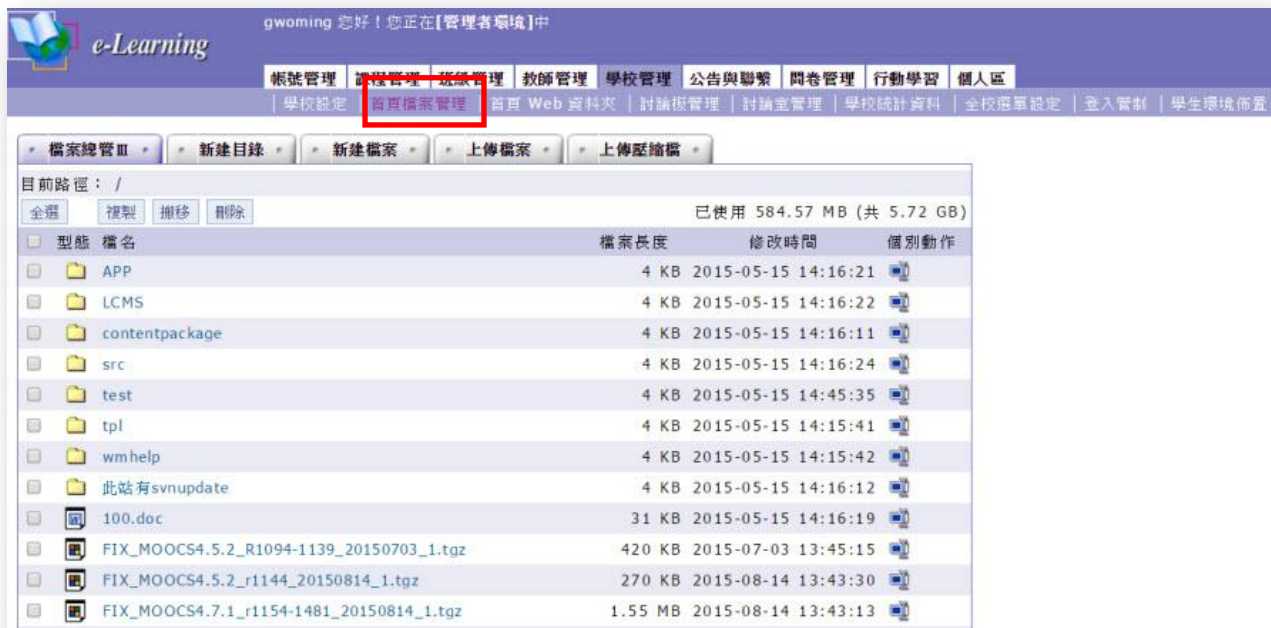 gwoming 您好！您正在[管理者環境]中
e-Learning
帳號管理 課程管理 班級管理 教師管理 學校管理 公告與聯繫 問卷管理 行動學習 個人區
| 學校設定 | 首頁檔案管理 | 首頁 Web 資料夾 | 討論板管理 | 討論室管理 | 學校統計資料 | 全校選單設定 | 登入管制 | 學生環境佈置
檔案總管Ⅲ 新建目錄 新建檔案 上傳檔案 上傳壓縮檔
目前路徑： /
全選 複製 搬移 刪除 已使用 584.57 MB (共 5.72 GB)
型態 檔名 檔案長度 修改時間 個別動作
APP 4 KB 2015-05-15 14:16:21
LCMS 4 KB 2015-05-15 14:16:22
contentpackage 4 KB 2015-05-15 14:16:11
src 4 KB 2015-05-15 14:16:24
test 4 KB 2015-05-15 14:45:35
tpl 4 KB 2015-05-15 14:15:41
wmhelp 4 KB 2015-05-15 14:15:42
此站有svnupdate 4 KB 2015-05-15 14:16:12
100.doc 31 KB 2015-05-15 14:16:19
FIX_MOOCS4.5.2_R1094-1139_20150703_1.tgz 420 KB 2015-07-03 13:45:15
FIX_MOOCS4.5.2_r1144_20150814_1.tgz 270 KB 2015-08-14 13:43:30
FIX_MOOCS4.7.1_r1154-1481_20150814_1.tgz 1.55 MB 2015-08-14 13:43:13